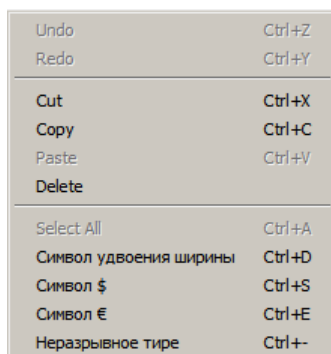 Undo Ctrl+Z
Redo Ctrl+Y
Cut Ctrl+X
Copy Ctrl+C
Paste Ctrl+V
Delete
Select All Ctrl+A
Символ удвоения ширины Ctrl+D
Символ $ Ctrl+S
Символ € Ctrl+E
Неразрывное тире Ctrl+-